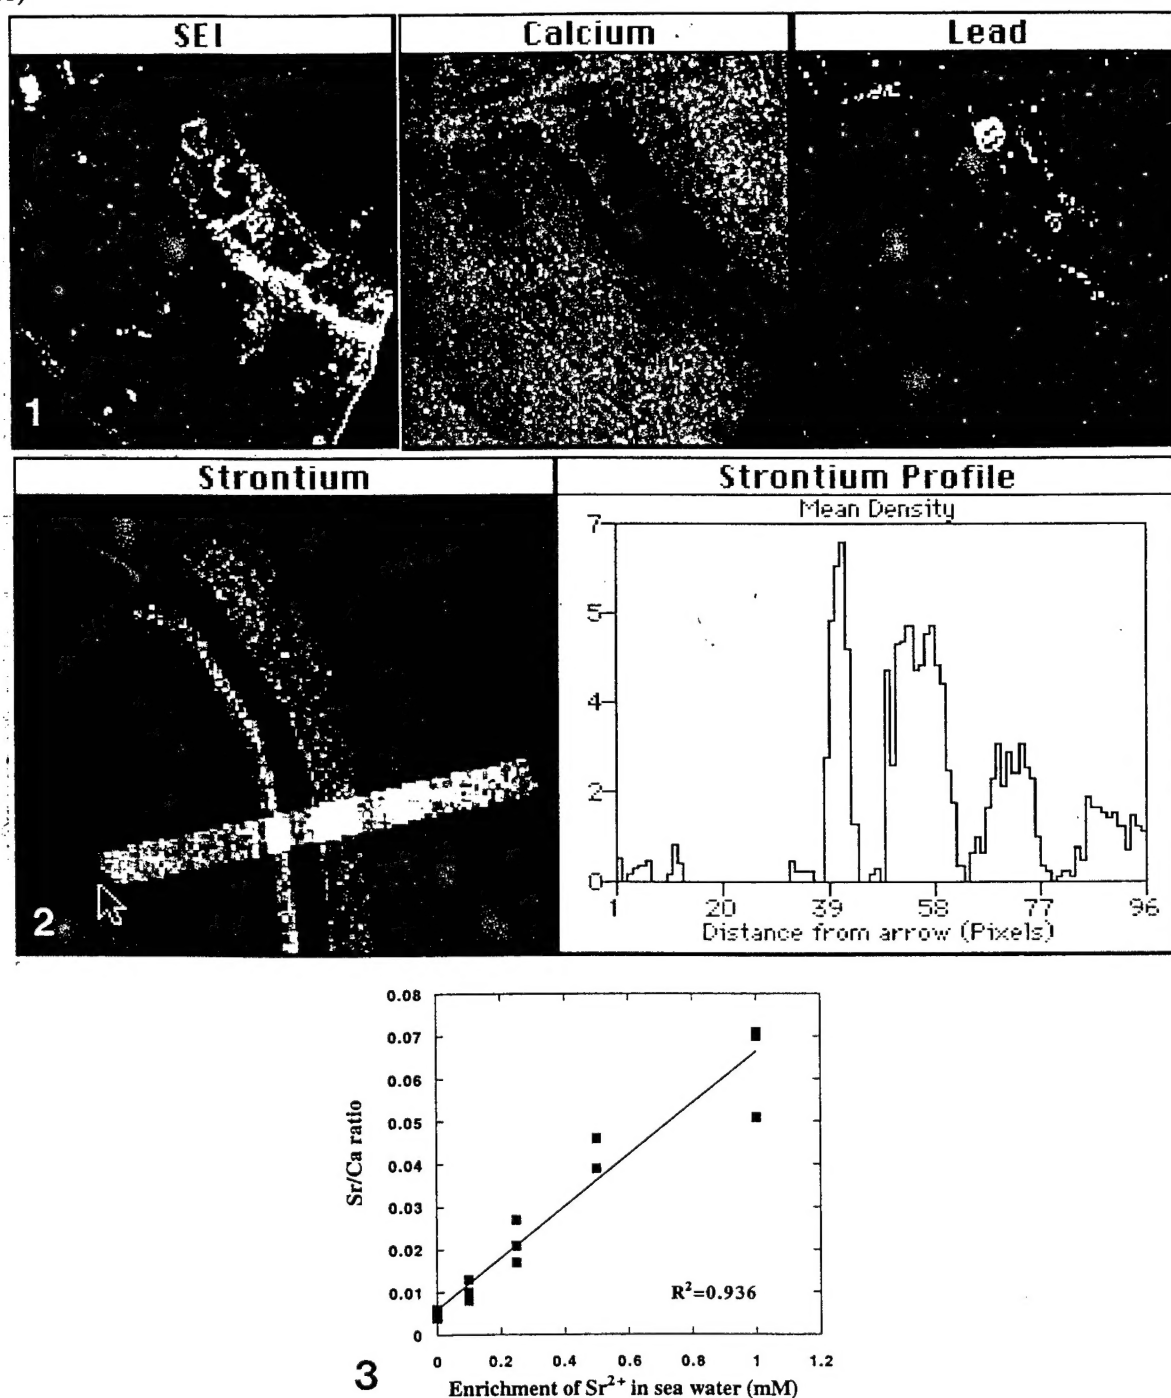 SEI
Calcium
Lead
1
Strontium
Strontium Profile
Mean Density
7
5
4
2
0
1 20 39 58 77 96
Distance from arrow (Pixels)
2
0.08
0.07
0.06
0.05
0.04
0.03
0.02
0.01
0
Sr/Ca ratio
R²=0.936
0 0.2 0.4 0.6 0.8 1 1.2
Enrichment of Sr²⁺ in sea water (mM)
3